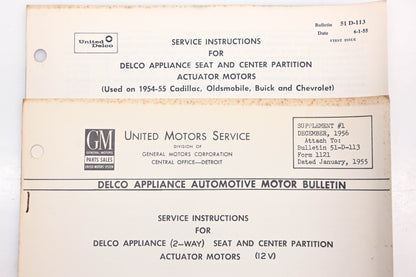 United
Delco
Bulletin 51 D-113
Date 6-1-55
FIRST ISSUE
SERVICE INSTRUCTIONS
FOR
DELCO APPLIANCE SEAT AND CENTER PARTITION
ACTUATOR MOTORS
(Used on 1954-55 Cadillac, Oldsmobile, Buick and Chevrolet)
GM
GENERAL MOTORS
PARTS SALES
UNITED MOTORS SYSTEM
UNITED MOTORS SERVICE
DIVISION OF
GENERAL MOTORS CORPORATION
CENTRAL OFFICE—DETROIT
SUPPLEMENT #1
DECEMBER, 1956
Attach To:
Bulletin 51-D-113
Form 1121
Dated January, 1955
DELCO APPLIANCE AUTOMOTIVE MOTOR BULLETIN
SERVICE INSTRUCTIONS
FOR
DELCO APPLIANCE (2-WAY) SEAT AND CENTER PARTITION
ACTUATOR MOTORS (12 V)